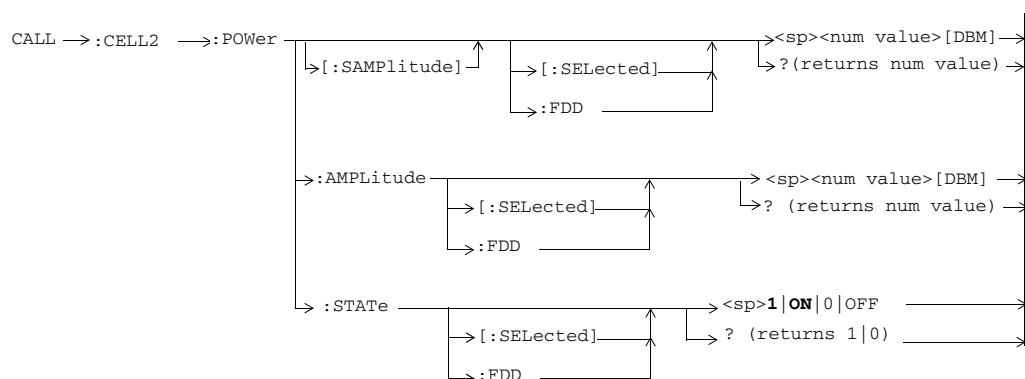 CALL :CELL2 :POWer <sp><num value>[DBM]
[:SAMPlitude] [:SELected] ?(returns num value)
:FDD
:AMPLitude <sp><num value>[DBM]
[:SELected] ? (returns num value)
:FDD
:STATe <sp>1|ON|0|OFF
[:SELected] ? (returns 1|0)
:FDD